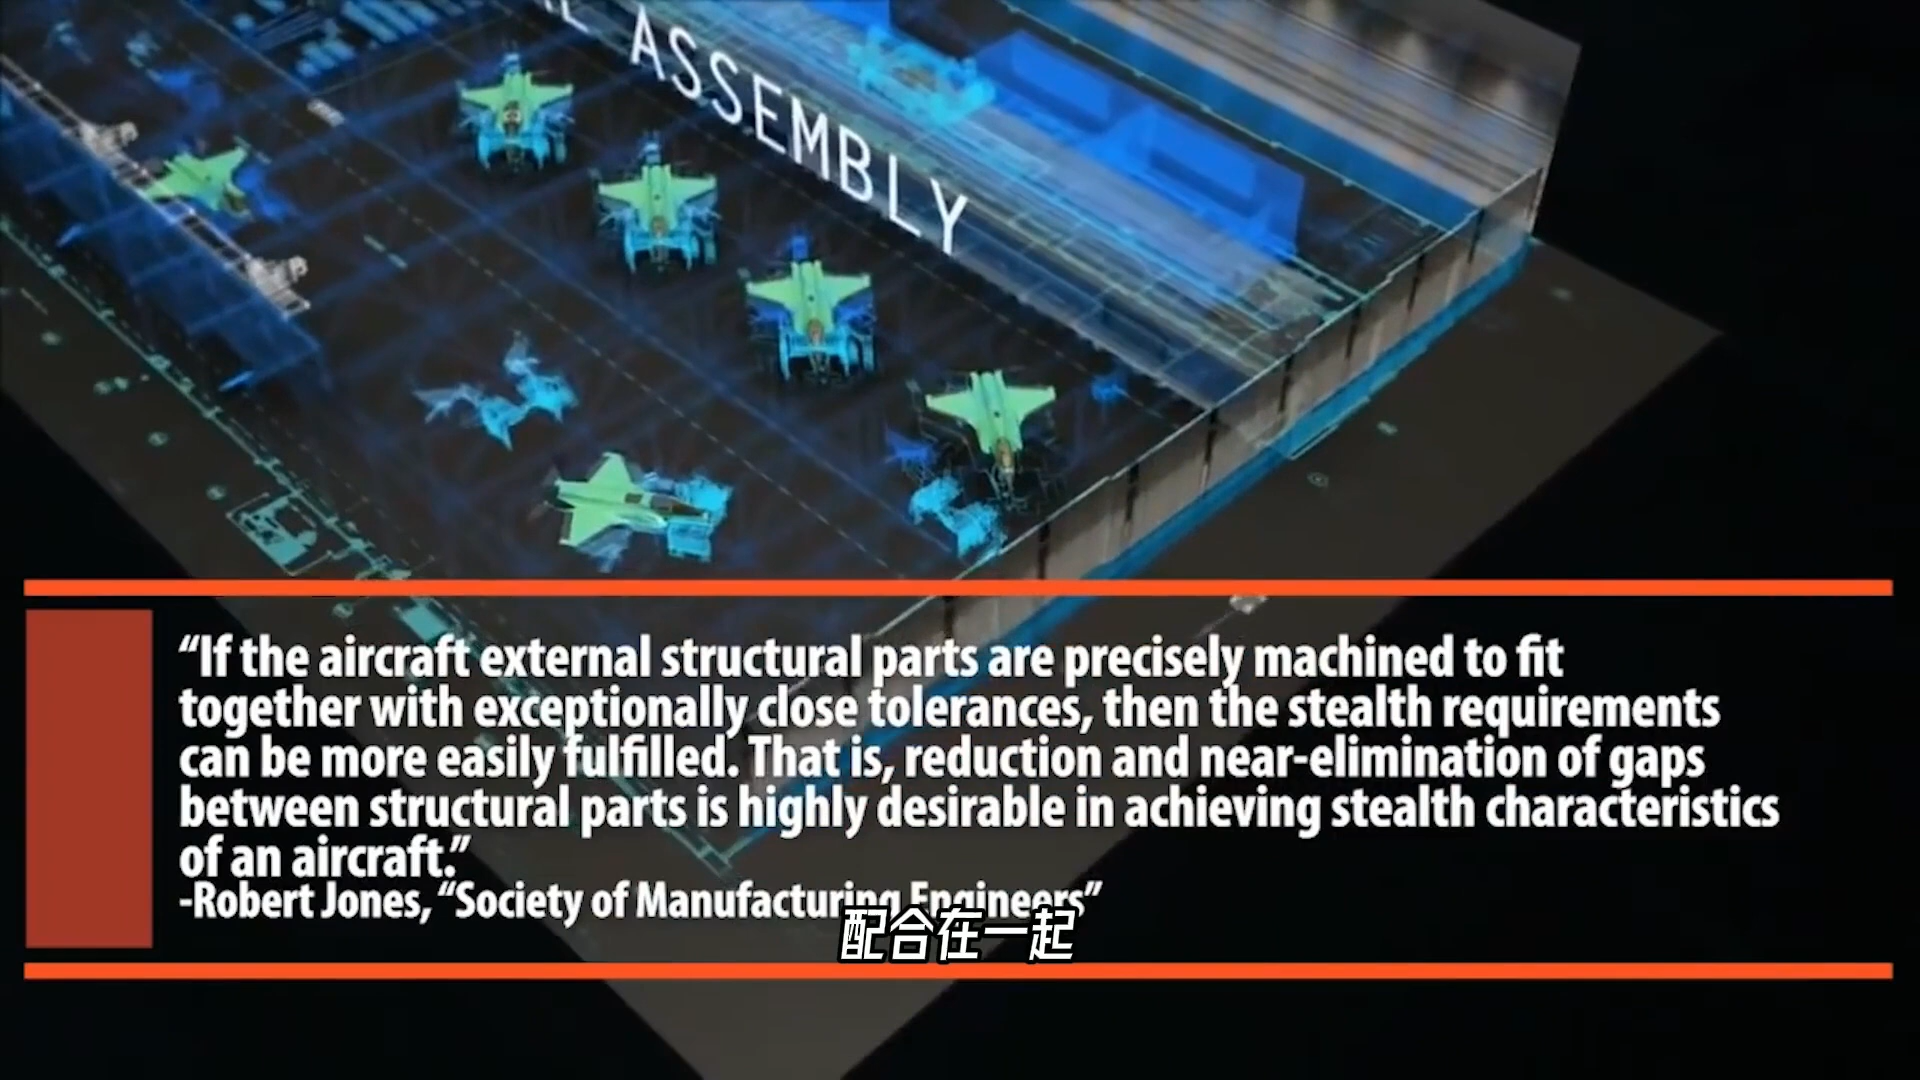 ASSEMBLY
“If the aircraft external structural parts are precisely machined to fit
together with exceptionally close tolerances, then the stealth requirements
can be more easily fulfilled. That is, reduction and near-elimination of gaps
between structural parts is highly desirable in achieving stealth characteristics
of an aircraft.”
-Robert Jones, “Society of Manufacturing Engineers”
配合在一起